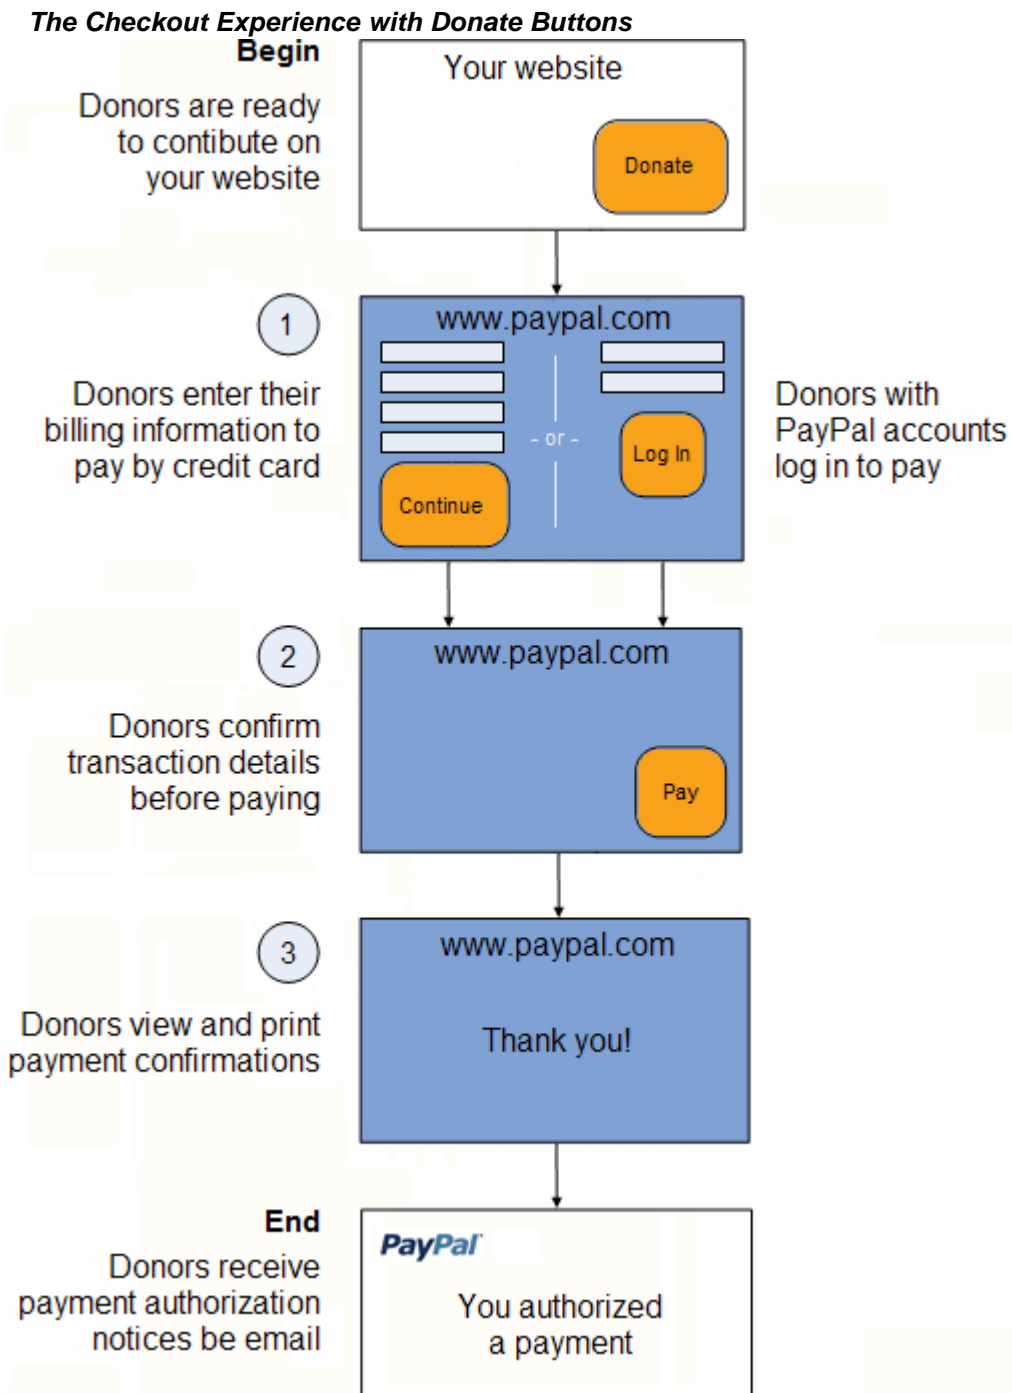 The Checkout Experience with Donate Buttons
Begin
Donors are ready
to contibute on
your website
Your website
Donate
1
Donors enter their
billing information to
pay by credit card
www.paypal.com
- or -
Continue
Log In
Donors with
PayPal accounts
log in to pay
2
Donors confirm
transaction details
before paying
www.paypal.com
Pay
3
Donors view and print
payment confirmations
www.paypal.com
Thank you!
End
Donors receive
payment authorization
notices be email
PayPal
You authorized
a payment